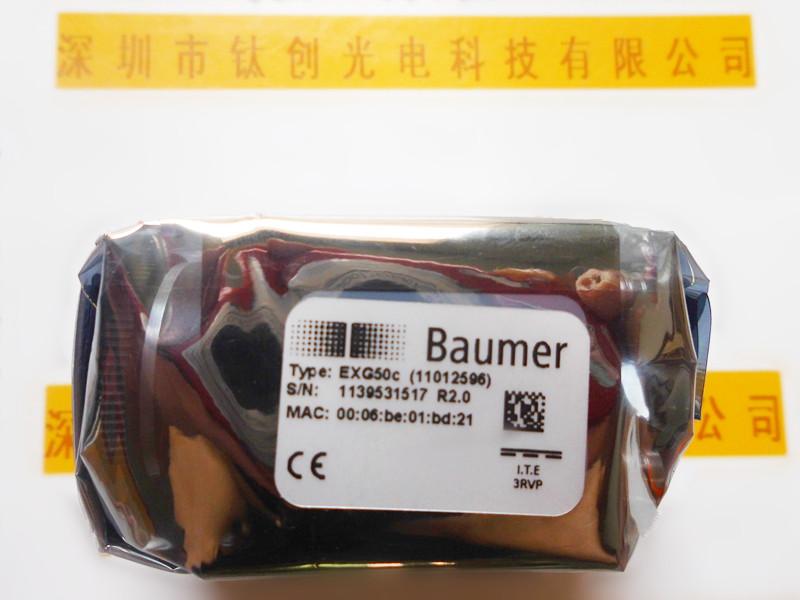 深圳市钛创光电科技有限公司
Baumer
Type: EXG50c (11012596)
S/N: 1139531517 R2.0
MAC: 00:06:be:01:bd:21
CE
I.T.E
3RVP
深
公司